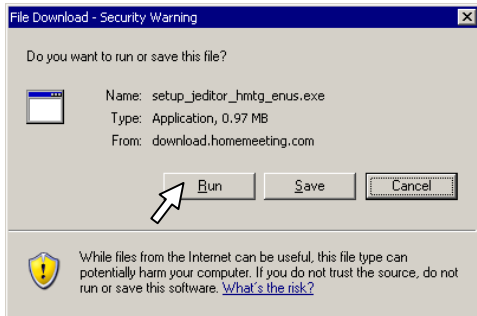 File Download - Security Warning
Do you want to run or save this file?
Name: setup_jeditor_hmtg_enus.exe
Type: Application, 0.97 MB
From: download.homemeeting.com
Run Save Cancel
While files from the Internet can be useful, this file type can
potentially harm your computer. If you do not trust the source, do not
run or save this software. What's the risk?